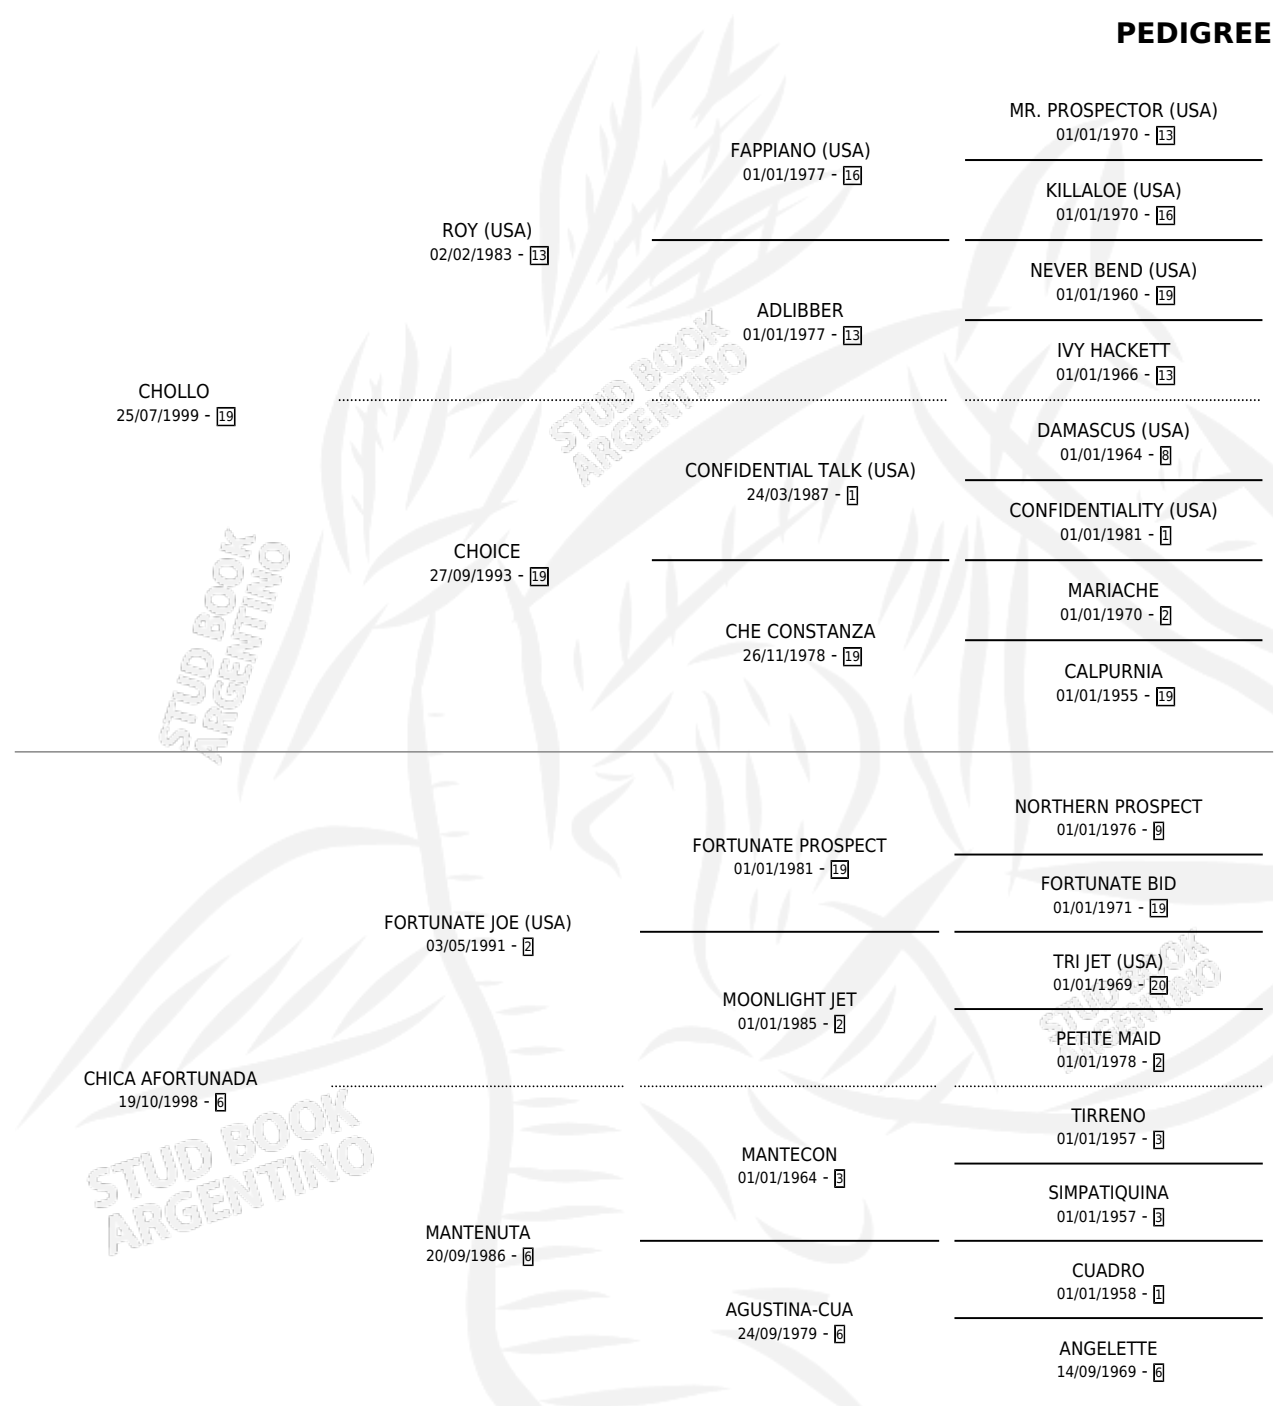 PEDIGREE
MR. PROSPECTOR (USA)
01/01/1970 - 13
FAPPIANO (USA)
01/01/1977 - 16
KILLALOE (USA)
01/01/1970 - 16
ROY (USA)
02/02/1983 - 13
NEVER BEND (USA)
01/01/1960 - 19
ADLIBBER
01/01/1977 - 13
IVY HACKETT
01/01/1966 - 13
CHOLLO
25/07/1999 - 19
STUD BOOK
ARGENTINO
DAMASCUS (USA)
01/01/1964 - 8
CONFIDENTIAL TALK (USA)
24/03/1987 - 1
CONFIDENTIALITY (USA)
01/01/1981 - 1
CHOICE
27/09/1993 - 19
MARIACHE
01/01/1970 - 2
CHE CONSTANZA
26/11/1978 - 19
CALPURNIA
01/01/1955 - 19
STUD BOOK
ARGENTINO
NORTHERN PROSPECT
01/01/1976 - 9
FORTUNATE PROSPECT
01/01/1981 - 19
FORTUNATE BID
01/01/1971 - 19
FORTUNATE JOE (USA)
03/05/1991 - 2
TRI JET (USA)
01/01/1969 - 20
MOONLIGHT JET
01/01/1985 - 2
STUD BOOK
ARGENTINO
PETITE MAID
01/01/1978 - 2
CHICA AFORTUNADA
19/10/1998 - 6
STUD BOOK
ARGENTINO
TIRRENO
01/01/1957 - 3
MANTECON
01/01/1964 - 3
SIMPATIQUINA
01/01/1957 - 3
MANTENUTA
20/09/1986 - 6
CUADRO
01/01/1958 - 1
AGUSTINA-CUA
24/09/1979 - 6
ANGELETTE
14/09/1969 - 6